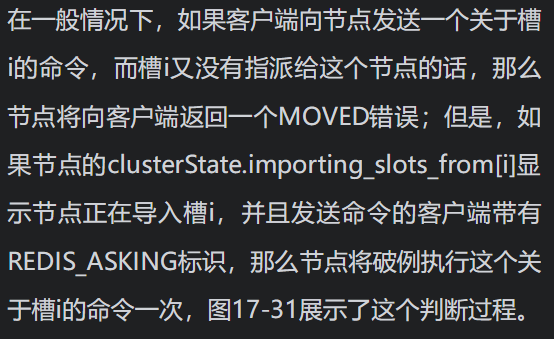 在一般情况下，如果客户端向节点发送一个关于槽
i的命令，而槽i又没有指派给这个节点的话，那么
节点将向客户端返回一个MOVED错误；但是，如
果节点的clusterState.importing_slots_from[i]显
示节点正在导入槽i，并且发送命令的客户端带有
REDIS_ASKING标识，那么节点将破例执行这个关
于槽i的命令一次，图17-31展示了这个判断过程。